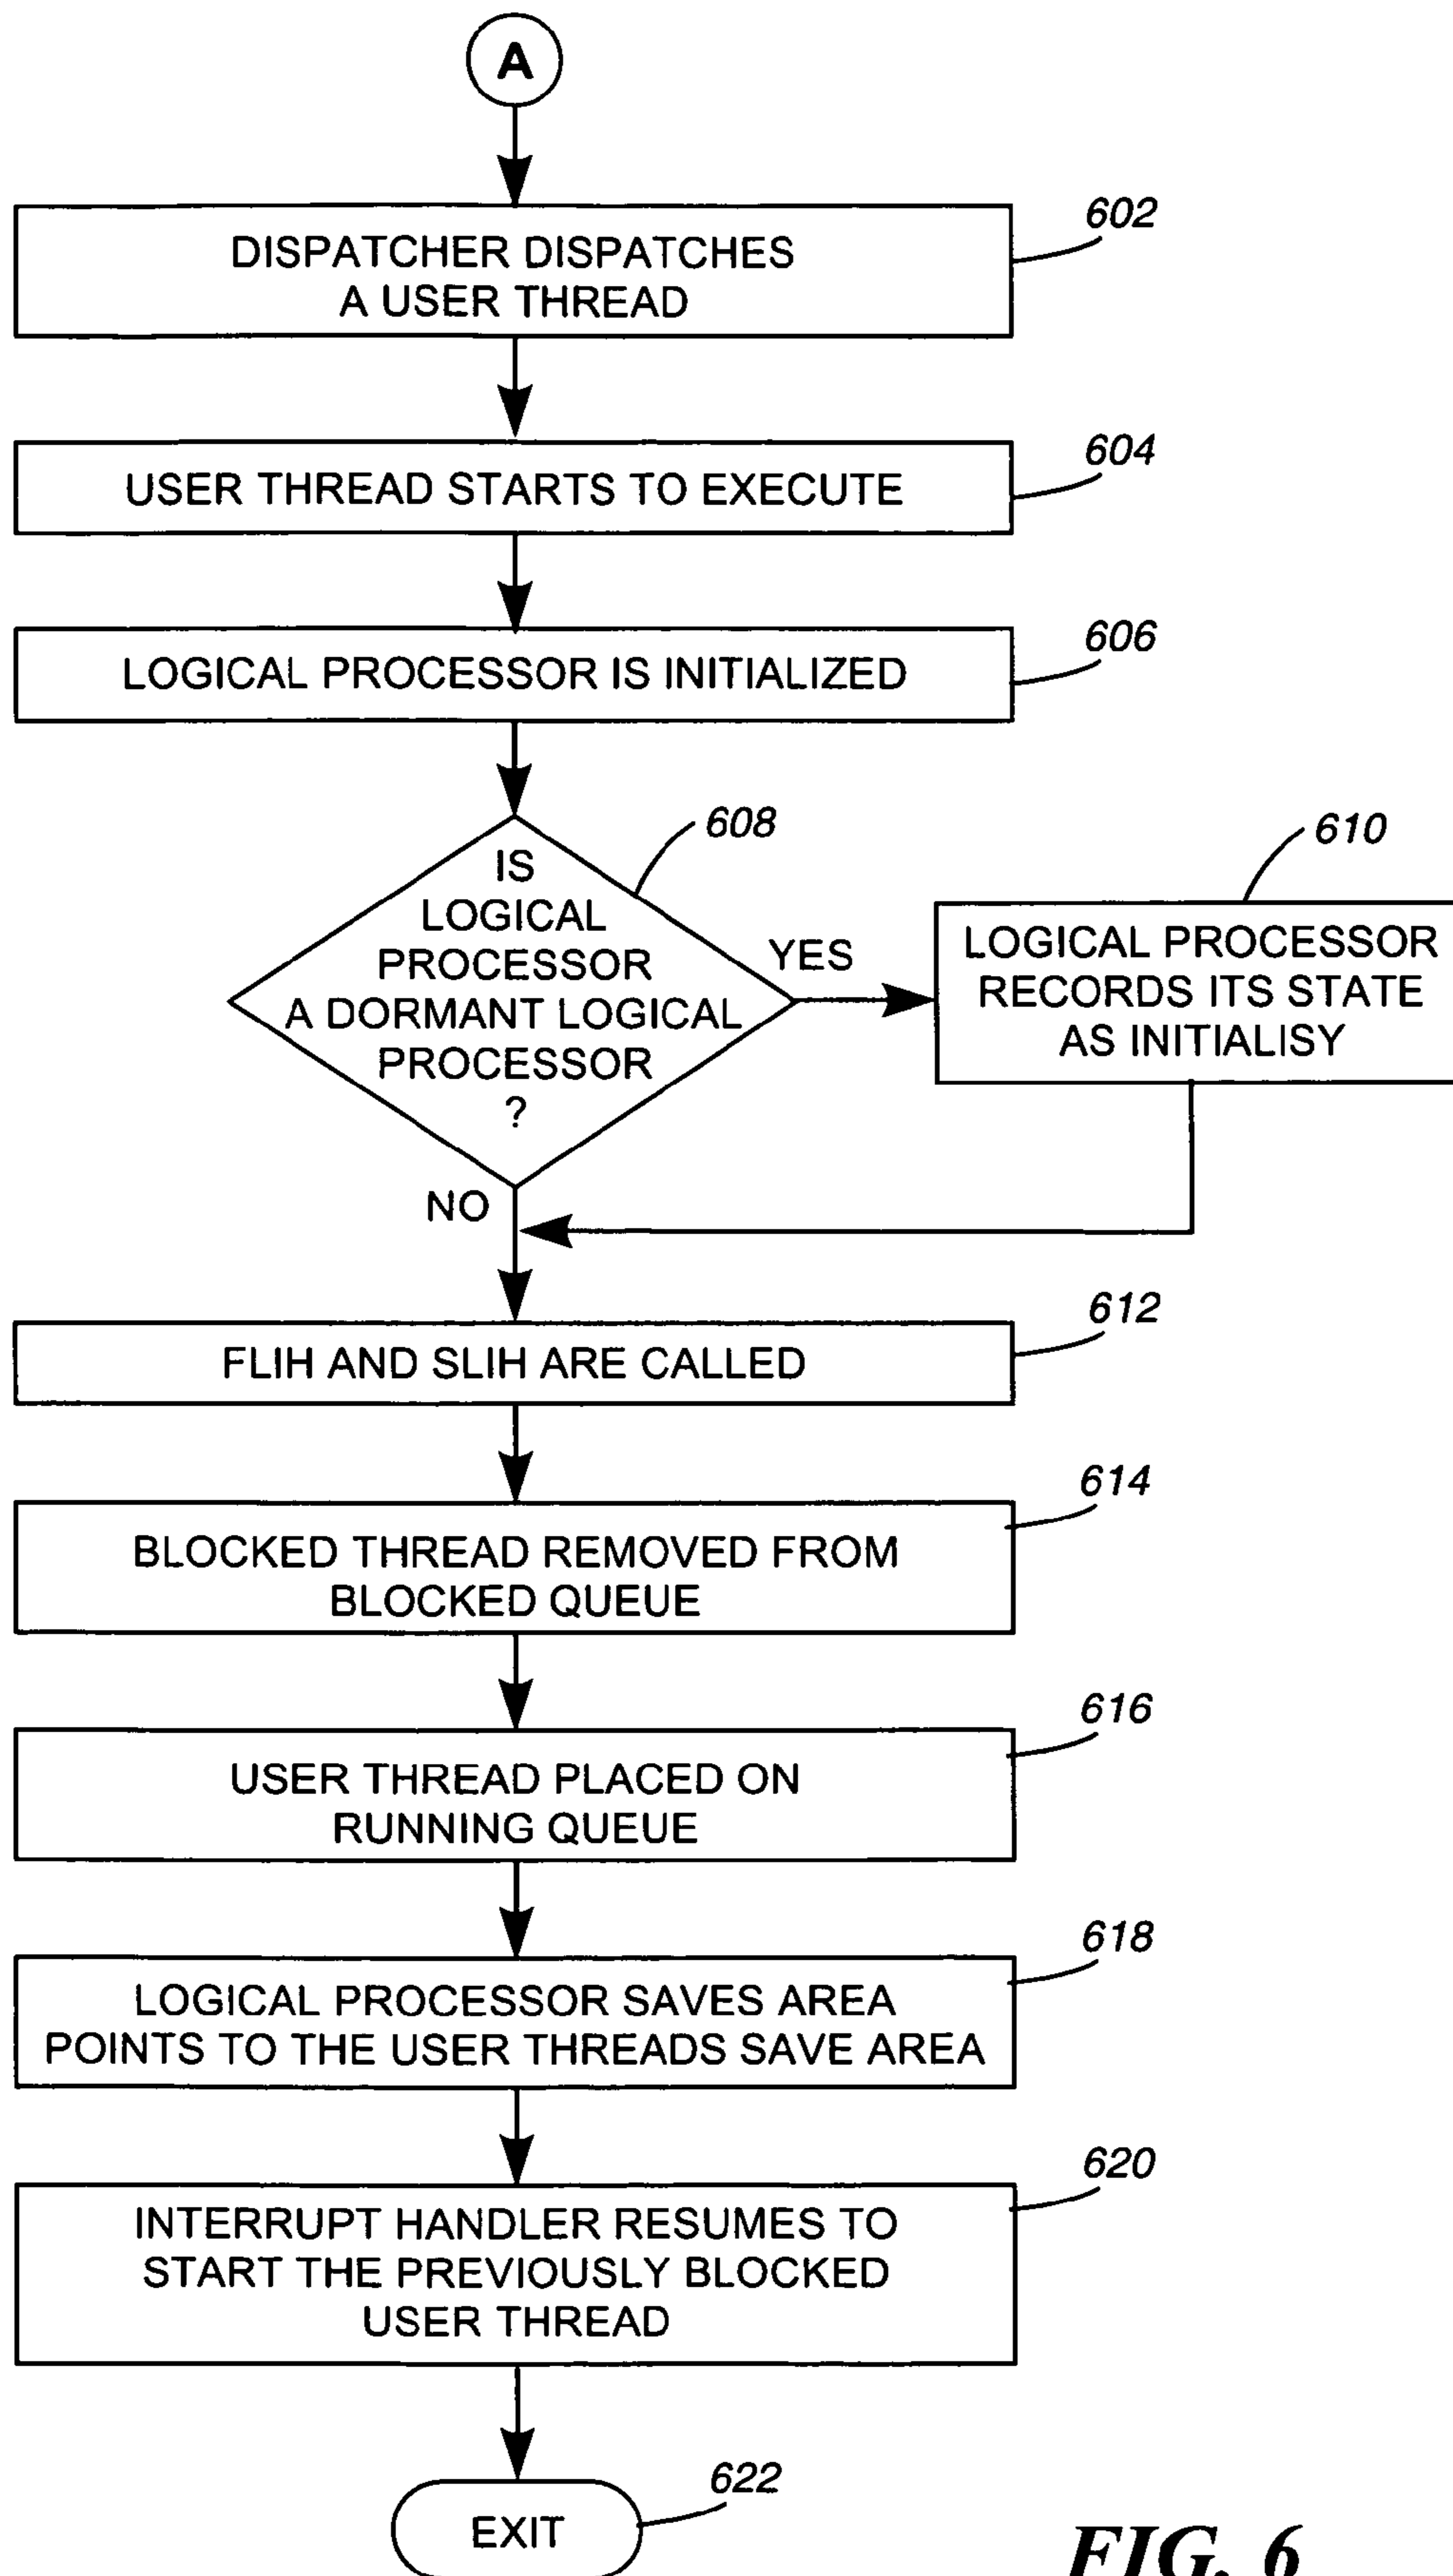 A
602
DISPATCHER DISPATCHES
A USER THREAD
604
USER THREAD STARTS TO EXECUTE
606
LOGICAL PROCESSOR IS INITIALIZED
608
IS
LOGICAL
PROCESSOR
A DORMANT LOGICAL
PROCESSOR
?
YES
610
LOGICAL PROCESSOR
RECORDS ITS STATE
AS INITIALISY
NO
612
FLIH AND SLIH ARE CALLED
614
BLOCKED THREAD REMOVED FROM
BLOCKED QUEUE
616
USER THREAD PLACED ON
RUNNING QUEUE
618
LOGICAL PROCESSOR SAVES AREA
POINTS TO THE USER THREADS SAVE AREA
620
INTERRUPT HANDLER RESUMES TO
START THE PREVIOUSLY BLOCKED
USER THREAD
622
EXIT
FIG. 6